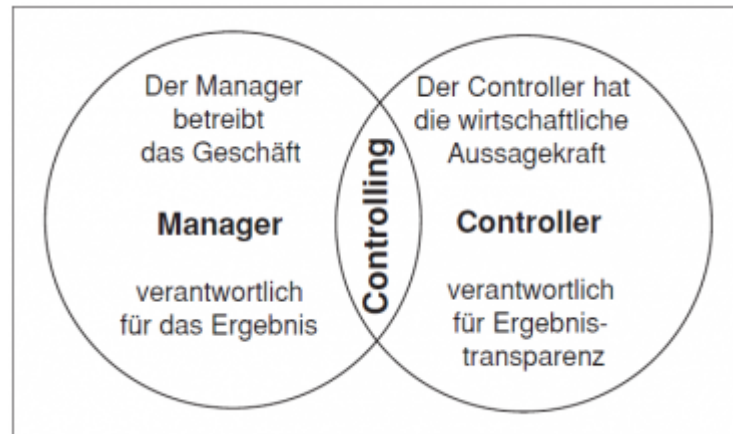 Der Manager
betreibt
das Geschäft
Manager
verantwortlich
für das Ergebnis
Controlling
Der Controller hat
die wirtschaftliche
Aussagekraft
Controller
verantwortlich
für Ergebnis-
transparenz